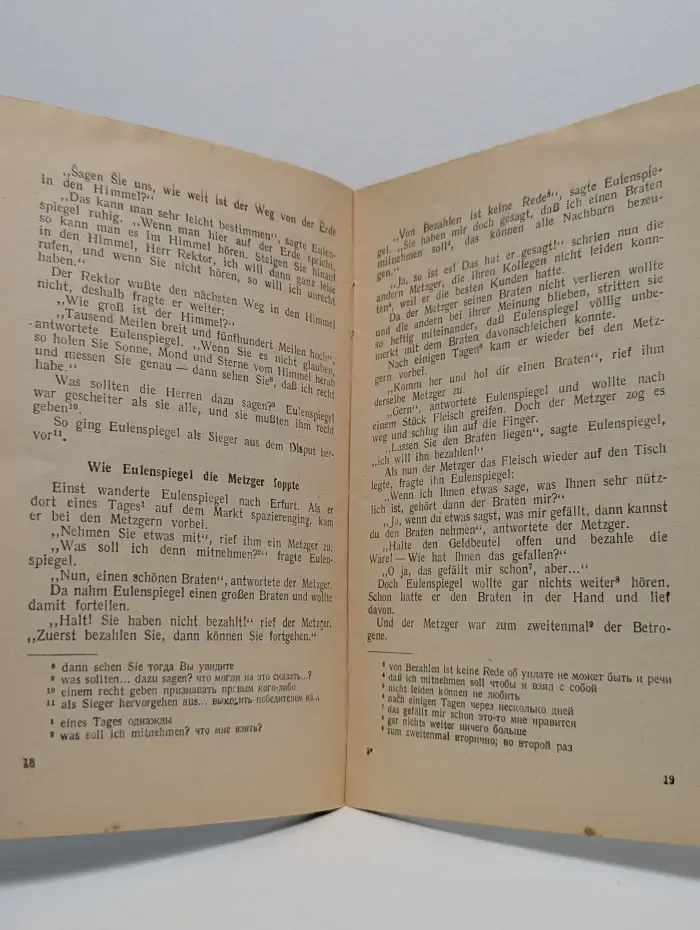 „Sagen Sie uns, wie weit ist der Weg von der Erde
in den Himmel?“
„Das kann man sehr leicht bestimmen“, sagte Eulen-
spiegel ruhig. „Wenn man hier auf der Erde spricht,
so kann man es im Himmel hören. Steigen Sie hinauf
in den Himmel, Herr Rektor, ich will dann ganz leise
rufen, und wenn Sie nicht hören, so will ich unrecht
haben.“
Der Rektor wußte den nächsten Weg in den Himmel
nicht, deshalb fragte er weiter:
„Wie groß ist der Himmel?“
„Tausend Meilen breit und fünfhundert Meilen hoch“,
antwortete Eulenspiegel. „Wenn Sie es nicht glauben,
so holen Sie Sonne, Mond und Sterne vom Himmel herab
und messen Sie genau — dann sehen Sie⁸, daß ich recht
habe.“
Was sollten die Herren dazu sagen?⁹ Eulenspiegel
war gescheiter als sie alle, und sie mußten ihm recht
geben¹⁰.
So ging Eulenspiegel als Sieger aus dem Disput her-
vor¹¹.
Wie Eulenspiegel die Metzger foppte
Einst wanderte Eulenspiegel nach Erfurt. Als er
dort eines Tages¹ auf dem Markt spazierenging, kam
er bei den Metzgern vorbei.
„Nehmen Sie etwas mit“, rief ihm ein Metzger zu.
„Was soll ich denn mitnehmen?²“ fragte Eulen-
spiegel.
„Nun, einen schönen Braten“, antwortete der Metzger.
Da nahm Eulenspiegel einen großen Braten und wollte
damit forteilen.
„Halt! Sie haben nicht bezahlt!“ rief der Metzger.
„Zuerst bezahlen Sie, dann können Sie fortgehen.“
⁸ dann sehen Sie тогда Вы увидите
⁹ was sollten... dazu sagen? что могли на это сказать...?
¹⁰ einem recht geben признавать правым кого-либо
¹¹ als Sieger hervorgehen aus... выходить победителем из...
¹ eines Tages однажды
² was soll ich mitnehmen? что мне взять?
18
„Von Bezahlen ist keine Rede³“, sagte Eulenspie-
gel. „Sie haben mir doch gesagt, daß ich einen Braten
mitnehmen soll⁴, das können alle Nachbarn bezeu-
gen.“
„Ja, so ist es! Das hat er gesagt!“ schrien nun die
andern Metzger, die ihren Kollegen nicht leiden konn-
ten⁵, weil er die besten Kunden hatte.
Da der Metzger seinen Braten nicht verlieren wollte
und die andern bei ihrer Meinung blieben, stritten sie
so heftig miteinander, daß Eulenspiegel völlig unbe-
merkt mit dem Braten davonschleichen konnte.
Nach einigen Tagen⁶ kam er wieder bei den Metz-
gern vorbei.
„Komm her und hol dir einen Braten“, rief ihm
derselbe Metzger zu.
„Gern“, antwortete Eulenspiegel und wollte nach
einem Stück Fleisch greifen. Doch der Metzger zog es
weg und schlug ihn auf die Finger.
„Lassen Sie den Braten liegen“, sagte Eulenspiegel,
„ich will ihn bezahlen!“
Als nun der Metzger das Fleisch wieder auf den Tisch
legte, fragte ihn Eulenspiegel:
„Wenn ich Ihnen etwas sage, was Ihnen sehr nütz-
lich ist, gehört dann der Braten mir?“
„Ja, wenn du etwas sagst, was mir gefällt, dann kannst
du den Braten nehmen“, antwortete der Metzger.
„Halte den Geldbeutel offen und bezahle die
Ware! — Wie hat Ihnen das gefallen?“
„O ja, das gefällt mir schon⁷, aber...“
Doch Eulenspiegel wollte gar nichts weiter⁸ hören.
Schon hatte er den Braten in der Hand und lief
davon.
Und der Metzger war zum zweitenmal⁹ der Betro-
gene.
³ von Bezahlen ist keine Rede об уплате не может быть и речи
⁴ daß ich mitnehmen soll чтобы я взял с собой
⁵ nicht leiden können не любить
⁶ nach einigen Tagen через несколько дней
⁷ das gefällt mir schon это-то мне нравится
⁸ gar nichts weiter ничего больше
⁹ zum zweitenmal вторично; во второй раз
2*
19